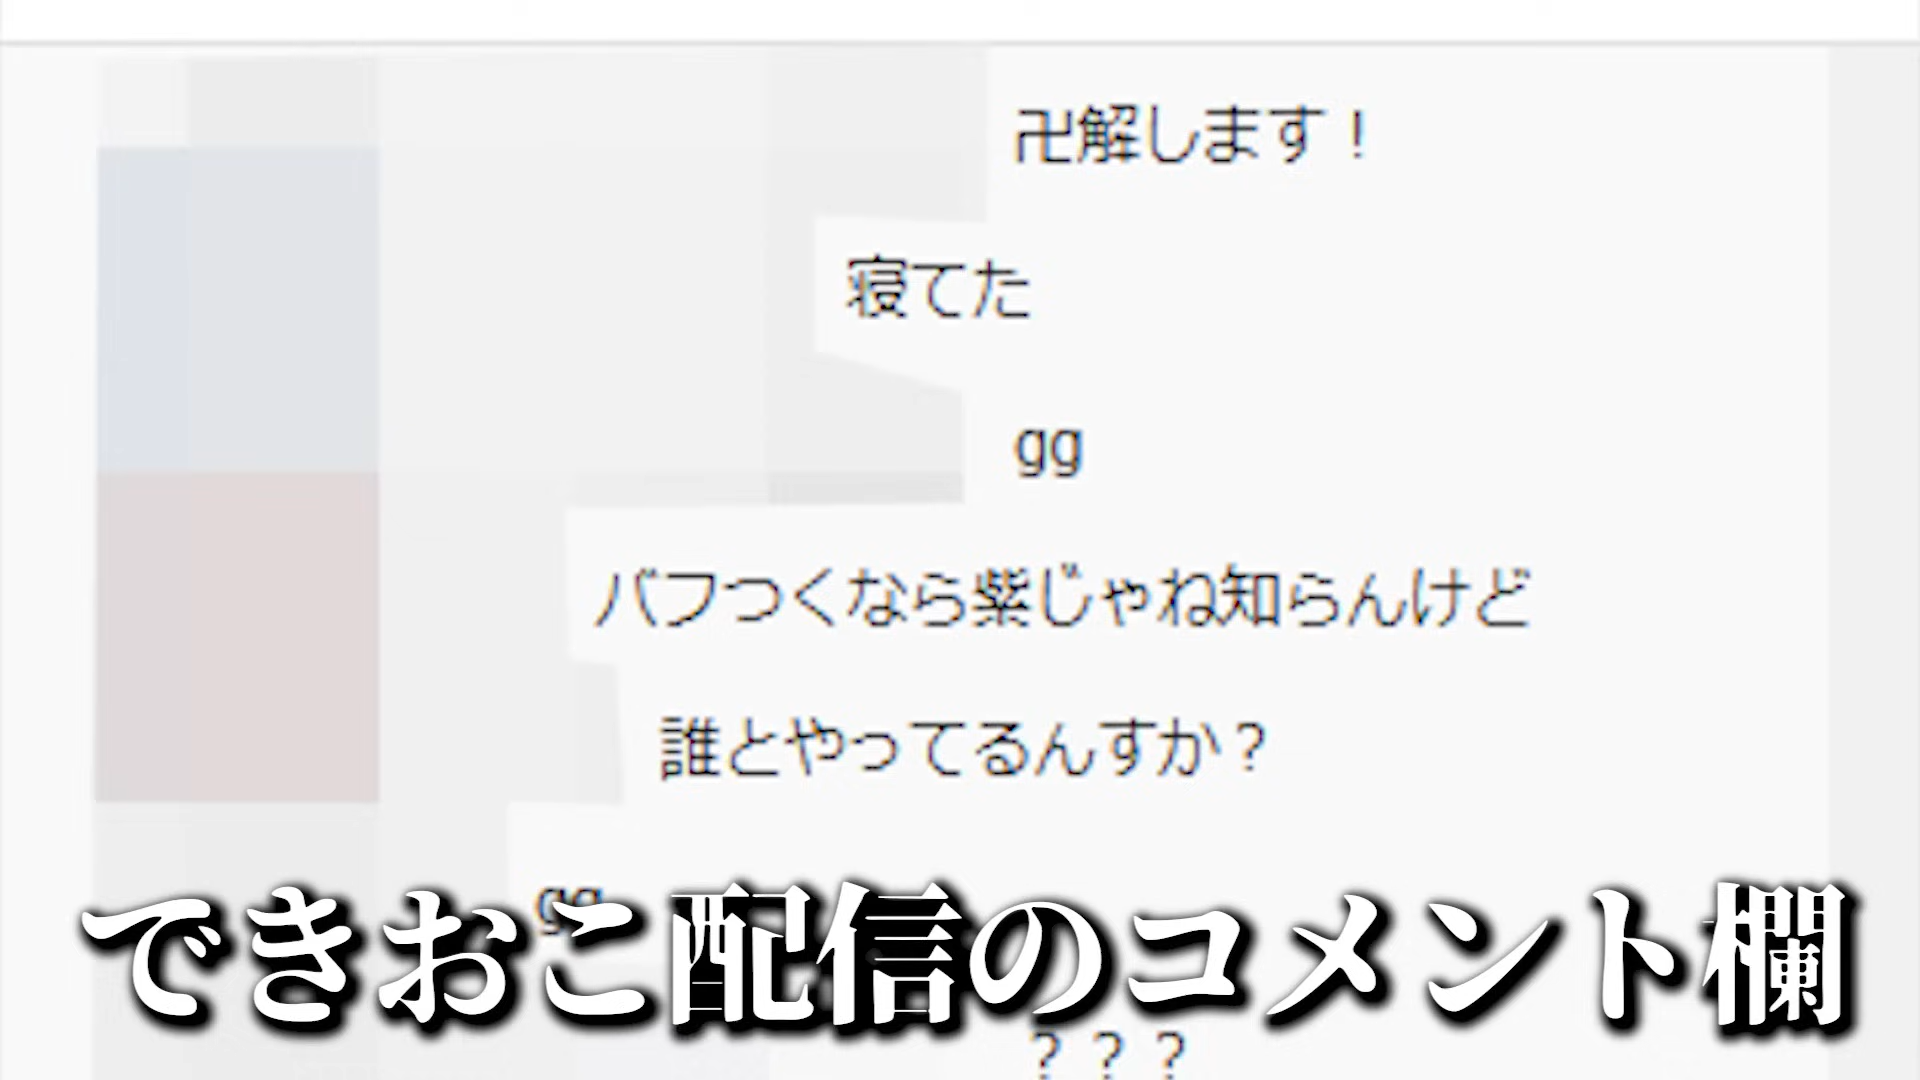 卍解します！
寝てた
gg
バフつくなら紫じゃね知らんけど
誰とやってるんすか？
gg
できおこ配信のコメント欄
？？？